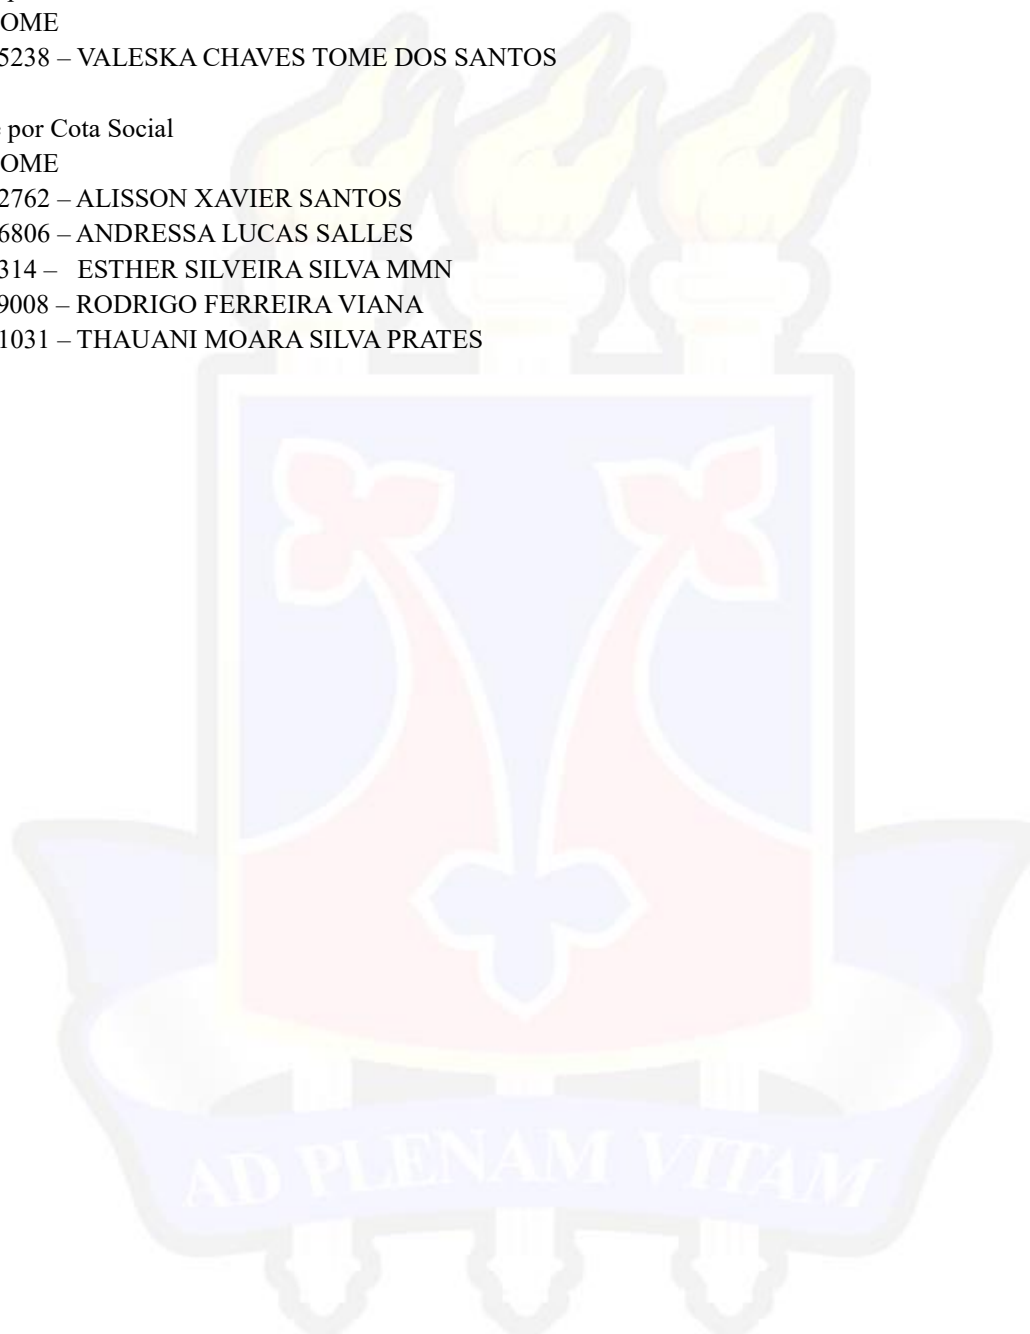 OME
5238 – VALESKA CHAVES TOME DOS SANTOS
por Cota Social
OME
2762 – ALISSON XAVIER SANTOS
6806 – ANDRESSA LUCAS SALLES
314 – ESTHER SILVEIRA SILVA MMN
9008 – RODRIGO FERREIRA VIANA
1031 – THAUANI MOARA SILVA PRATES
AD PLENAM VITAM